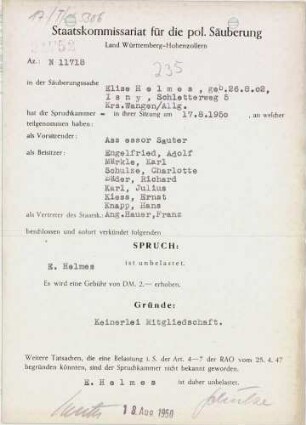 Staatskommissariat für die pol. Säuberung
Land Württemberg-Hohenzollern
Az.: N 11718
235
in der Säuberungssache
Elise Helmes, geb. 26.8.02,
Isny, Schletterweg 5
Krs.Wangen/Allg.
hat die Spruchkammer – in ihrer Sitzung am 17.8.1950 , an welcher
teilgenommen haben:
als Vorsitzender: Assessor Sauter
als Beisitzer: Engelfried, Adolf
Märkle, Karl
Schulze, Charlotte
Bäder, Richard
Karl, Julius
Kiess, Ernst
Knapp, Hans
als Vertreter des Staatsk.: Ang.Hauer,Franz
beschlossen und sofort verkündet folgenden
SPRUCH:
E. Helmes ist unbelastet.
Es wird eine Gebühr von DM. 2.— erhoben.
Gründe:
Keinerlei Mitgliedschaft.
Weitere Tatsachen, die eine Belastung i. S. der Art. 4—7 der RAO vom 25. 4. 47
begründen könnten, sind der Spruchkammer nicht bekannt geworden.
E. Helmes ist daher unbelastet.
18. Aug. 1950